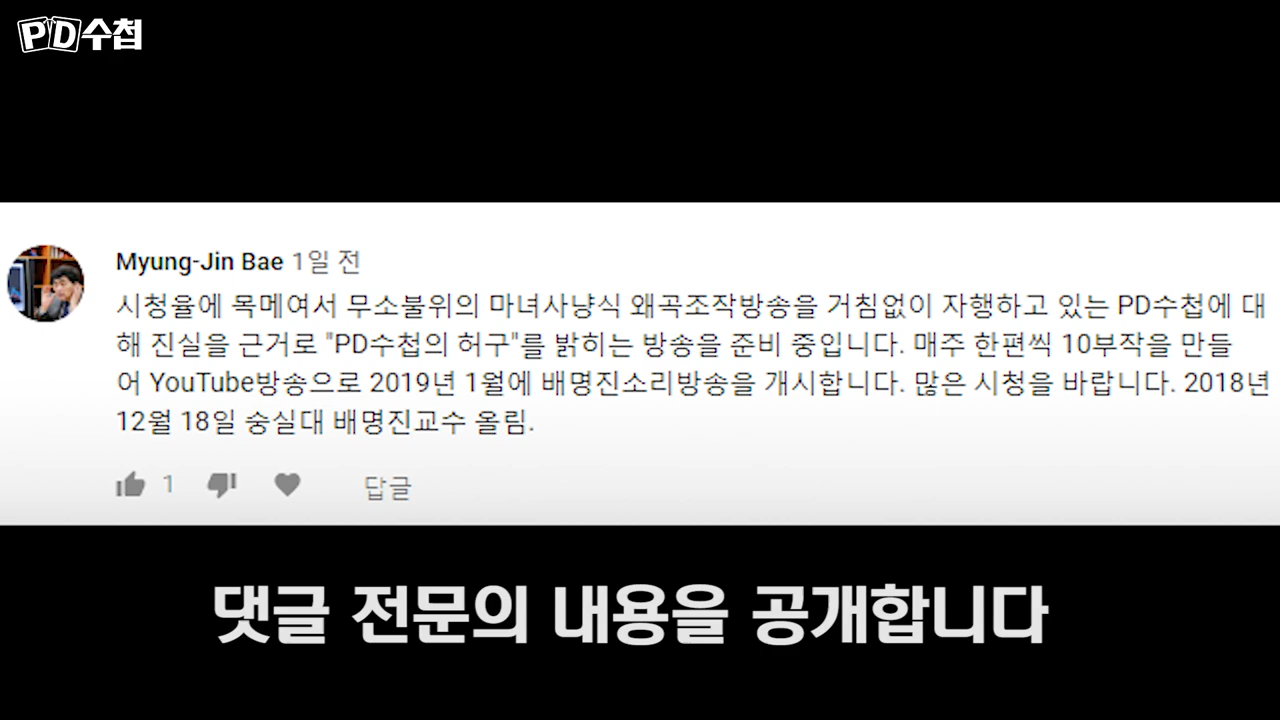 PD수첩
Myung-Jin Bae 1일 전
시청율에 목메여서 무소불위의 마녀사냥식 왜곡조작방송을 거침없이 자행하고 있는 PD수첩에 대
해 진실을 근거로 "PD수첩의 허구"를 밝히는 방송을 준비 중입니다. 매주 한편씩 10부작을 만들
어 YouTube방송으로 2019년 1월에 배명진소리방송을 개시합니다. 많은 시청을 바랍니다. 2018년
12월 18일 숭실대 배명진교수 올림.
1 답글
댓글 전문의 내용을 공개합니다